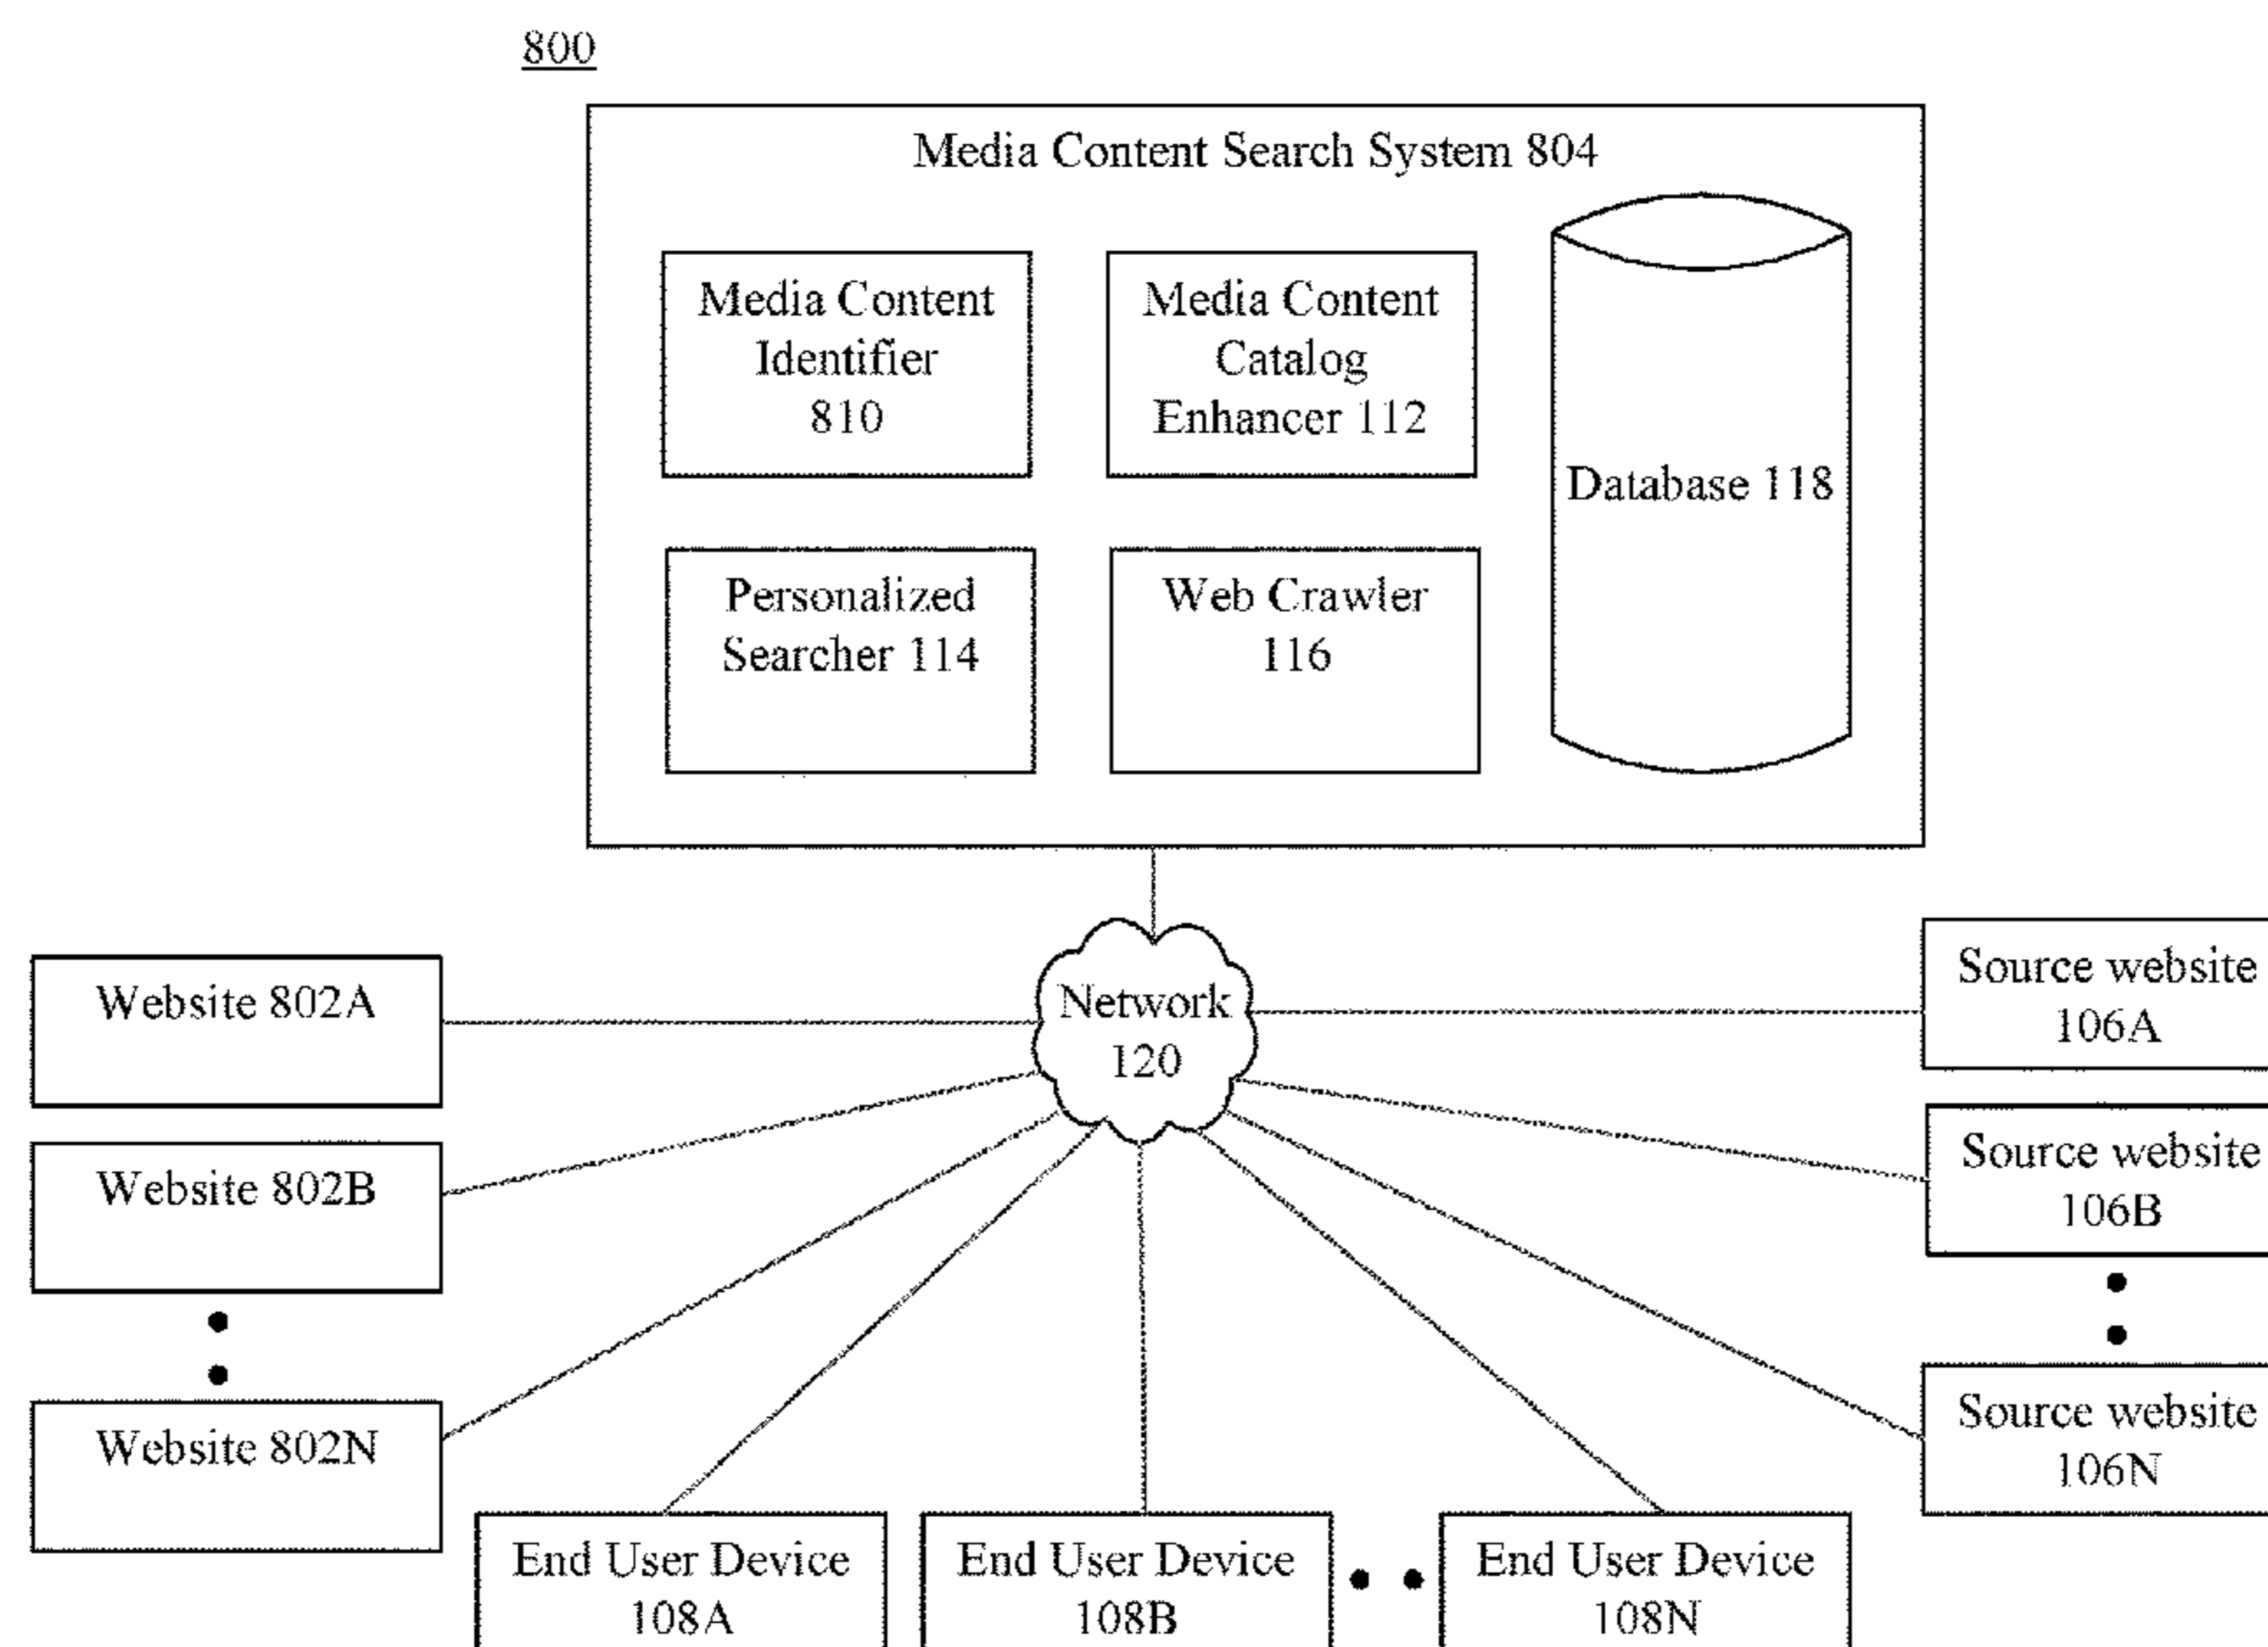 800
Media Content Search System 804
Media Content
Identifier
810
Media Content
Catalog
Enhancer 112
Database 118
Personalized
Searcher 114
Web Crawler
116
Network
120
Website 802A
Website 802B
Website 802N
Source website
106A
Source website
106B
Source website
106N
End User Device
108A
End User Device
108B
End User Device
108N